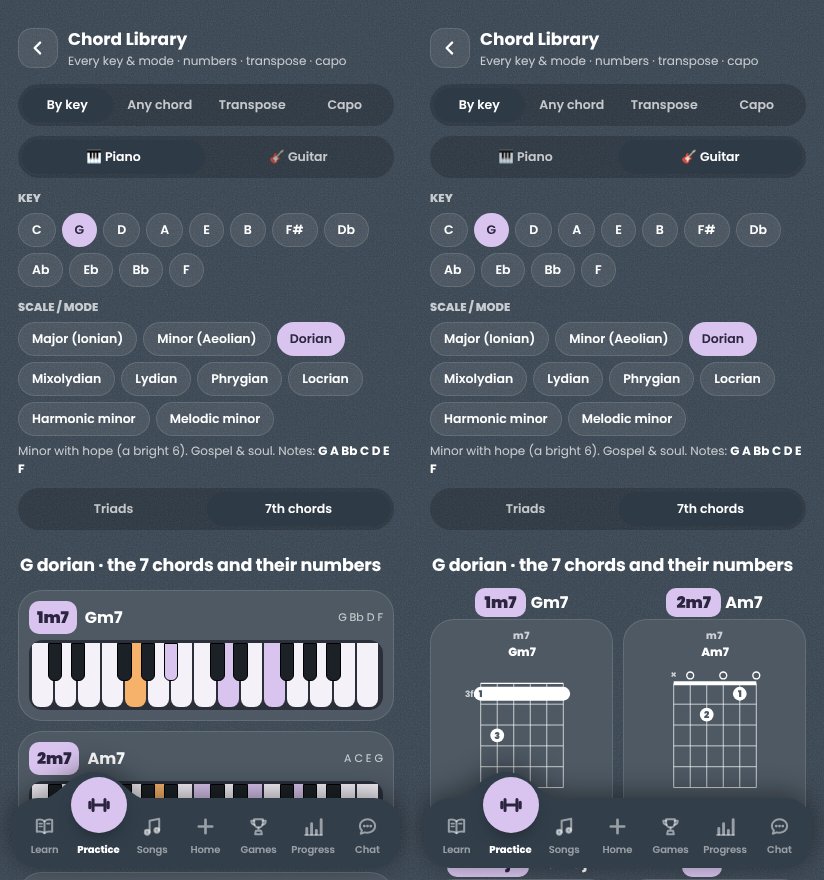 Chord Library
Every key & mode · numbers · transpose · capo
By key Any chord Transpose Capo
🎹 Piano 🎸 Guitar
KEY
C G D A E B F# Db
Ab Eb Bb F
SCALE / MODE
Major (Ionian) Minor (Aeolian) Dorian
Mixolydian Lydian Phrygian Locrian
Harmonic minor Melodic minor
Minor with hope (a bright 6). Gospel & soul. Notes: G A Bb C D E
F
Triads 7th chords
G dorian · the 7 chords and their numbers
1m7 Gm7 G Bb D F
2m7 Am7 A C E G
Learn Practice Songs Home Games Progress Chat
Chord Library
Every key & mode · numbers · transpose · capo
By key Any chord Transpose Capo
🎹 Piano 🎸 Guitar
KEY
C G D A E B F# Db
Ab Eb Bb F
SCALE / MODE
Major (Ionian) Minor (Aeolian) Dorian
Mixolydian Lydian Phrygian Locrian
Harmonic minor Melodic minor
Minor with hope (a bright 6). Gospel & soul. Notes: G A Bb C D E
F
Triads 7th chords
G dorian · the 7 chords and their numbers
1m7 Gm7 2m7 Am7
m7 m7
Gm7 Am7
×
1 1
2
3
Learn Practice Songs Home Games Progress Chat